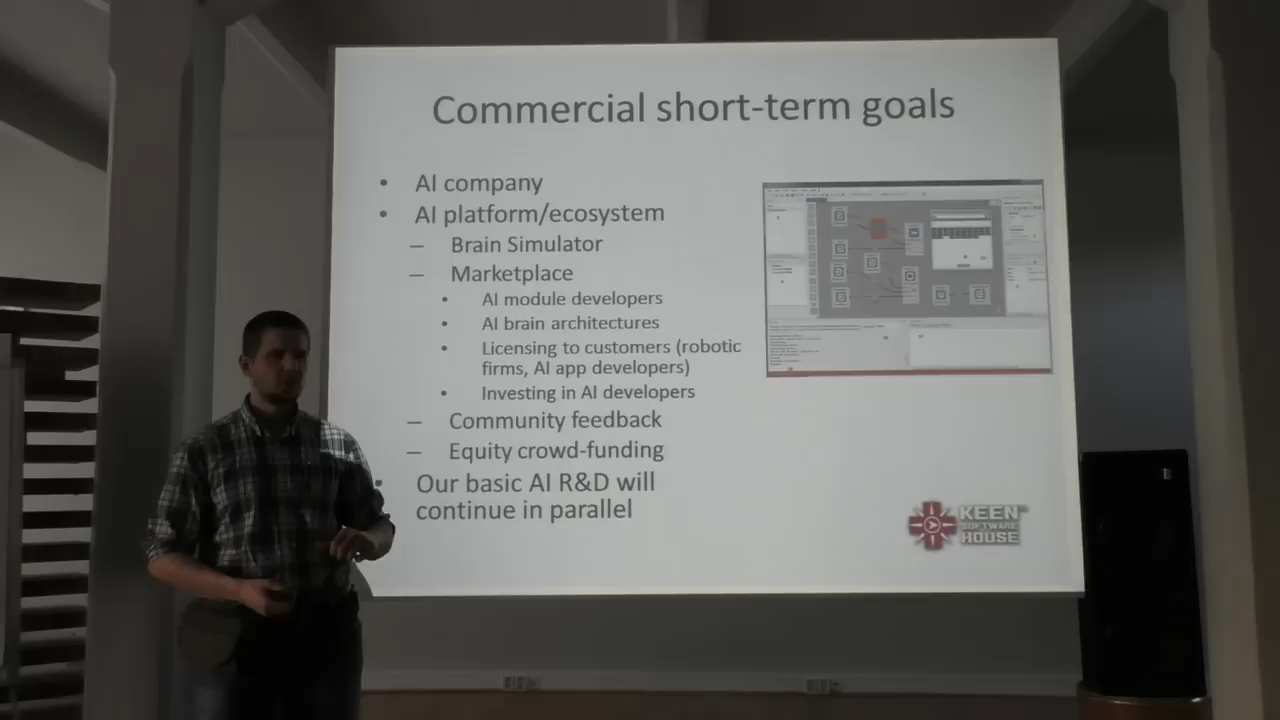 Commercial short-term goals
• AI company
• AI platform/ecosystem
– Brain Simulator
– Marketplace
• AI module developers
• AI brain architectures
• Licensing to customers (robotic
firms, AI app developers)
• Investing in AI developers
– Community feedback
– Equity crowd-funding
• Our basic AI R&D will
continue in parallel
KEEN
SOFTWARE
HOUSE